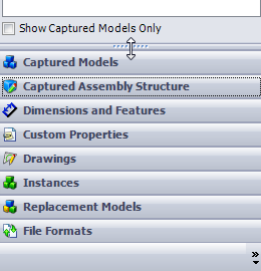 Show Captured Models Only
Captured Models
Captured Assembly Structure
Dimensions and Features
Custom Properties
Drawings
Instances
Replacement Models
File Formats